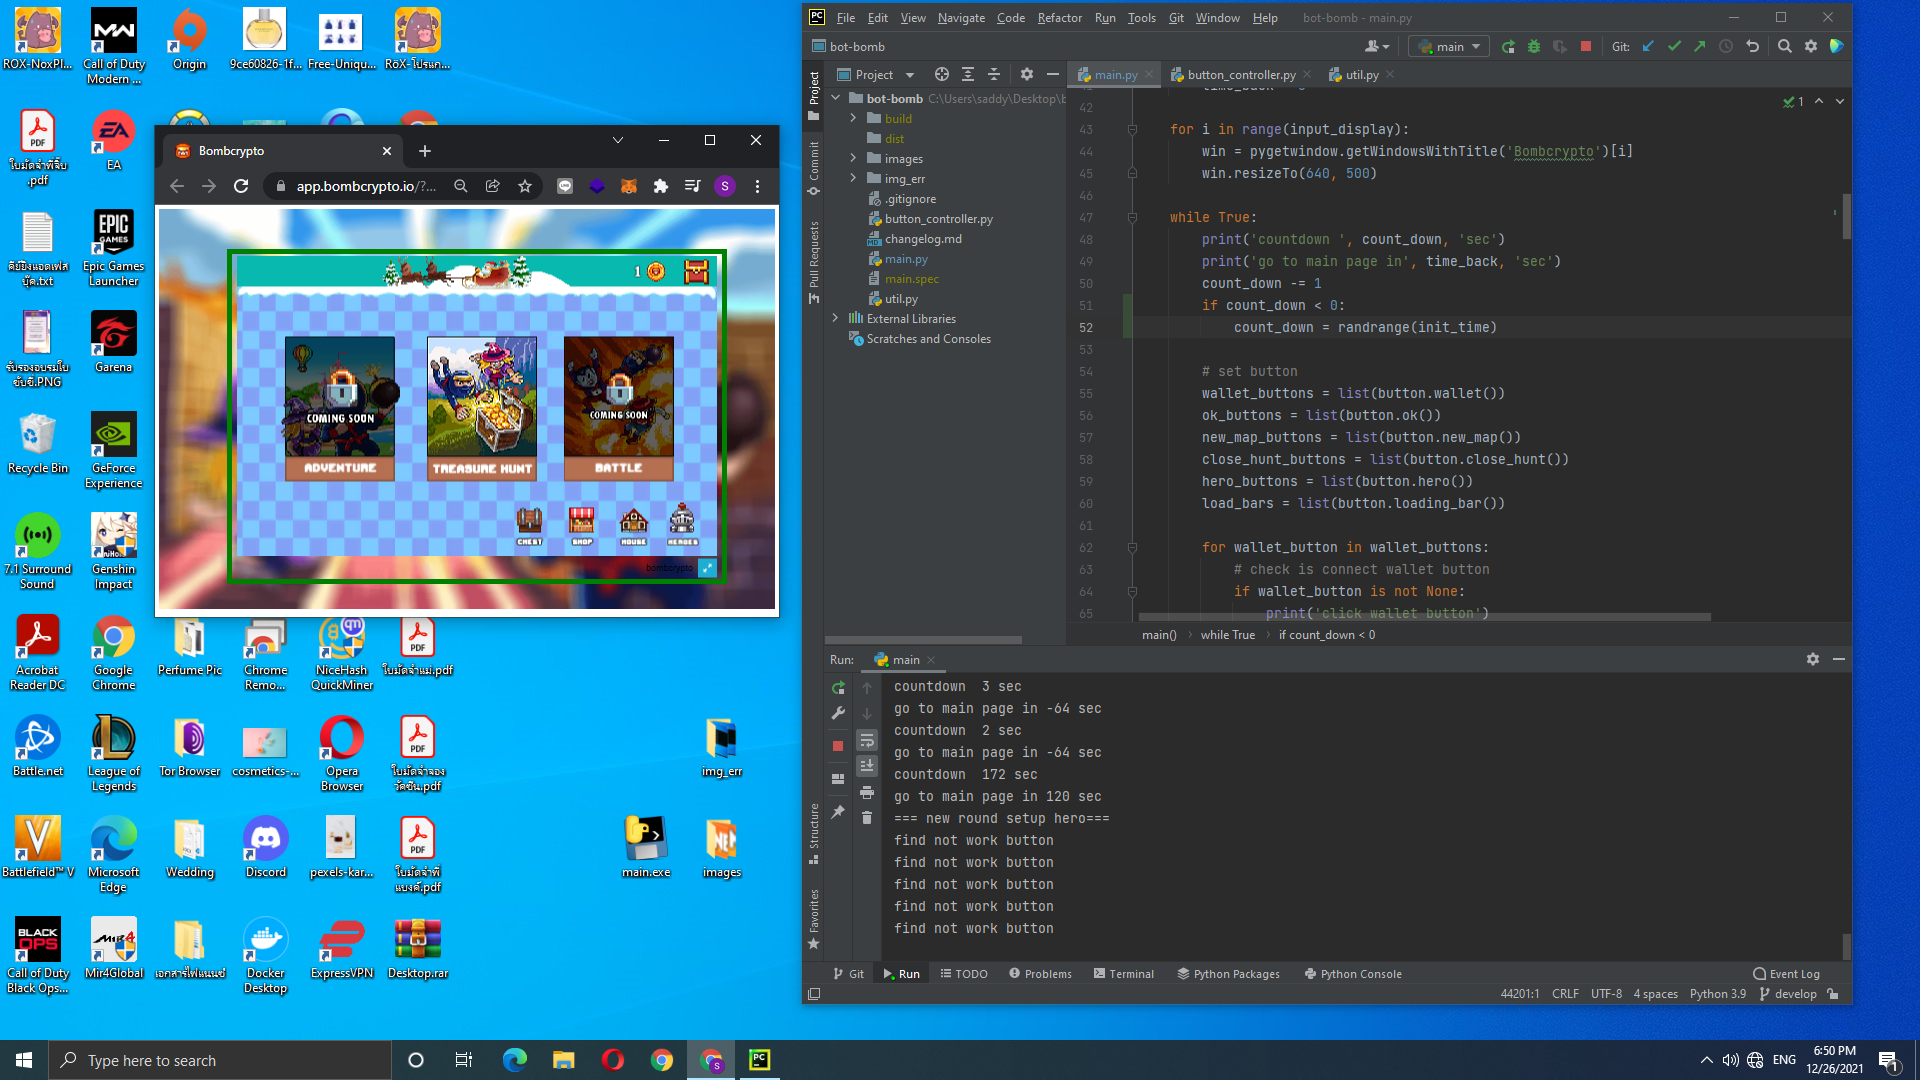 ROX-NoxPl...
Call of Duty
Modern ...
Origin
9ce60826-1f...
Free-Uniqu...
RöX-โปรแก...
.pdf
EA
Epic Games
Launcher
Garena
Recycle Bin
GeForce
Experience
7.1 Surround
Sound
Genshin
Impact
Acrobat
Reader DC
Google
Chrome
Perfume Pic
Chrome
Remo...
NiceHash
QuickMiner
ใบมัดจำแม่.pdf
Battle.net
League of
Legends
Tor Browser
cosmetics-...
Opera
Browser
img_err
Battlefield™ V
Microsoft
Edge
Wedding
Discord
pexels-kar...
main.exe
images
Call of Duty
Black Ops...
Mir4Global
Docker
Desktop
ExpressVPN
Desktop.rar
Bombcrypto
app.bombcrypto.io/?...
S
1
COMING SOON
COMING SOON
ADVENTURE
TREASURE HUNT
BATTLE
CHEST
SHOP
HOUSE
HEROES
bombcrypto
PC
File Edit View Navigate Code Refactor Run Tools Git Window Help
bot-bomb - main.py
bot-bomb
main
Git:
Project
main.py
button_controller.py
util.py
Project
Commit
Pull Requests
Structure
Favorites
bot-bomb C:\Users\saddy\Desktop\b
build
dist
images
img_err
.gitignore
button_controller.py
changelog.md
main.py
main.spec
util.py
External Libraries
Scratches and Consoles
1
42
43 for i in range(input_display):
44 win = pygetwindow.getWindowsWithTitle('Bombcrypto')[i]
45 win.resizeTo(640, 500)
46
47 while True:
48 print('countdown ', count_down, 'sec')
49 print('go to main page in', time_back, 'sec')
50 count_down -= 1
51 if count_down < 0:
52 count_down = randrange(init_time)
53
54 # set button
55 wallet_buttons = list(button.wallet())
56 ok_buttons = list(button.ok())
57 new_map_buttons = list(button.new_map())
58 close_hunt_buttons = list(button.close_hunt())
59 hero_buttons = list(button.hero())
60 load_bars = list(button.loading_bar())
61
62 for wallet_button in wallet_buttons:
63 # check is connect wallet button
64 if wallet_button is not None:
65 print('click wallet button')
main() › while True › if count_down < 0
Run: main
countdown  3 sec
go to main page in -64 sec
countdown  2 sec
go to main page in -64 sec
countdown  172 sec
go to main page in 120 sec
=== new round setup hero===
find not work button
find not work button
find not work button
find not work button
find not work button
Git Run TODO Problems Terminal Python Packages Python Console Event Log
44201:1 CRLF UTF-8 4 spaces Python 3.9 develop
Type here to search
ENG
6:50 PM
12/26/2021
1